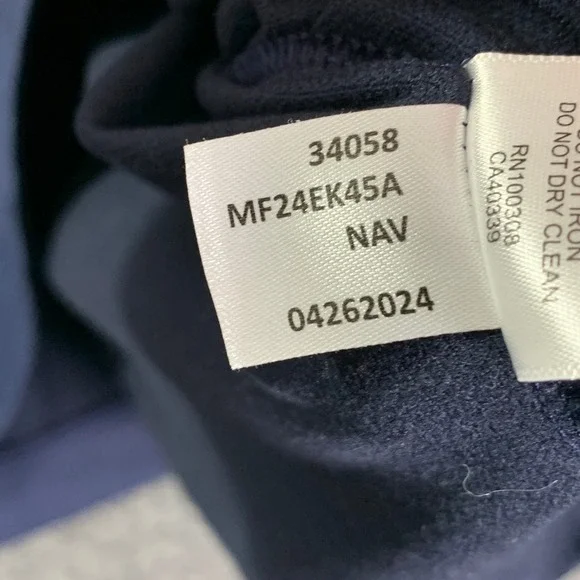 34058
MF24EK45A
NAV
04262024
DO NOT IRON
DO NOT DRY CLEAN
RN100308
CA40339